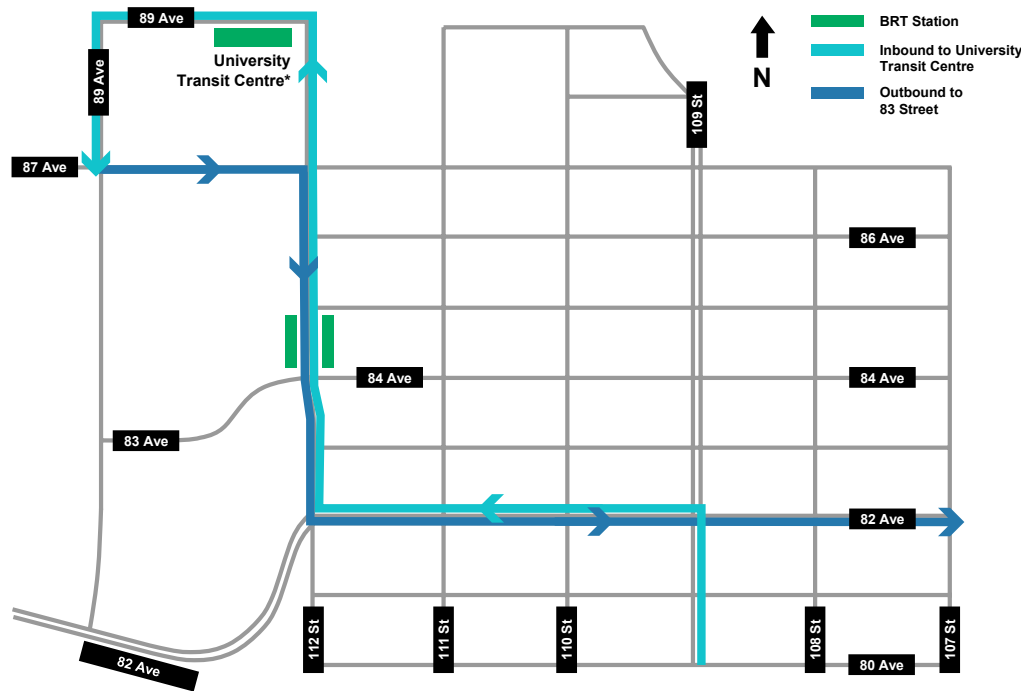 89 Ave
BRT Station
Inbound to University
Transit Centre
Outbound to
83 Street
N
University
Transit Centre*
89 Ave
109 St
87 Ave
86 Ave
84 Ave
84 Ave
83 Ave
82 Ave
112 St
111 St
110 St
108 St
107 St
82 Ave
80 Ave